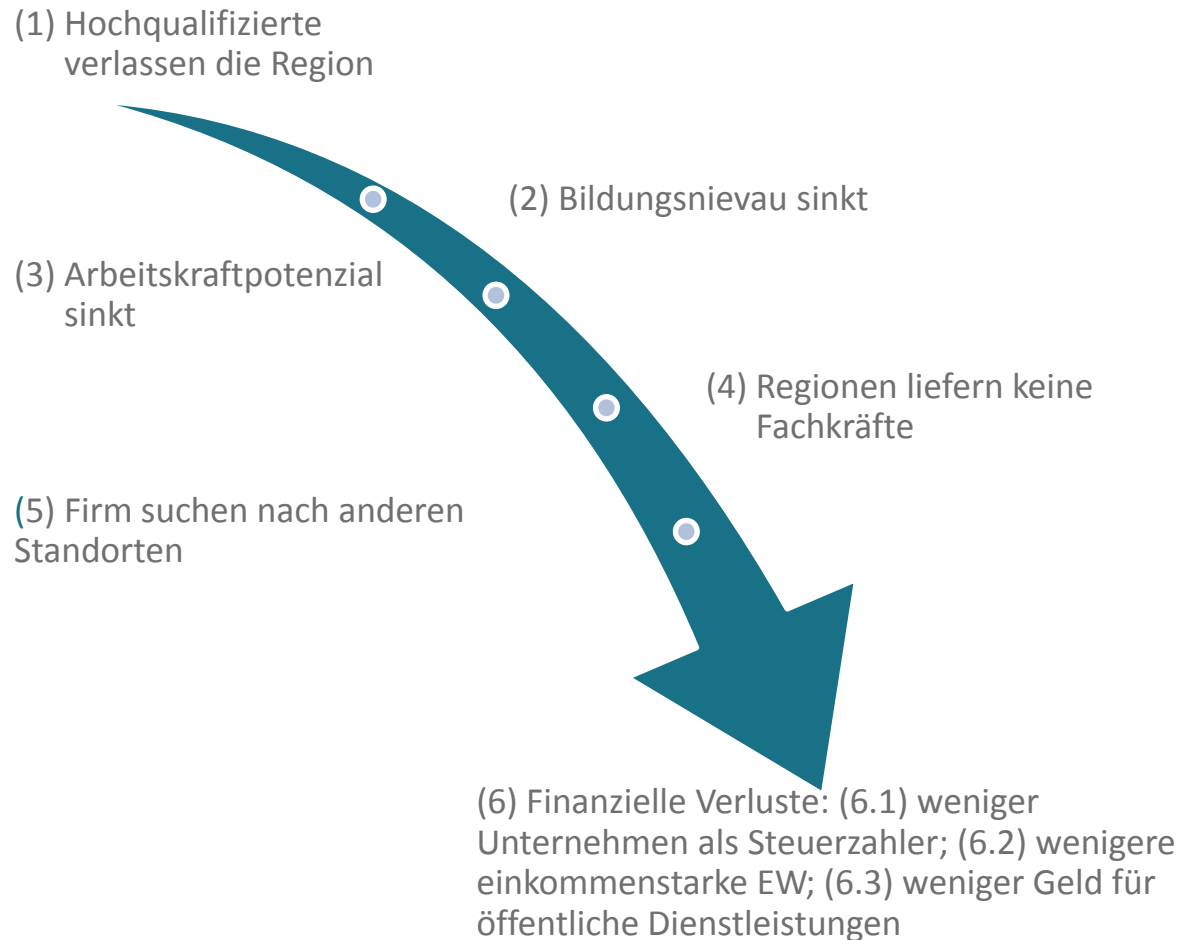 (1) Hochqualifizierte
verlassen die Region
(2) Bildungsnievau sinkt
(3) Arbeitskraftpotenzial
sinkt
(4) Regionen liefern keine
Fachkräfte
(5) Firm suchen nach anderen
Standorten
(6) Finanzielle Verluste: (6.1) weniger
Unternehmen als Steuerzahler; (6.2) wenigere
einkommenstarke EW; (6.3) weniger Geld für
öffentliche Dienstleistungen